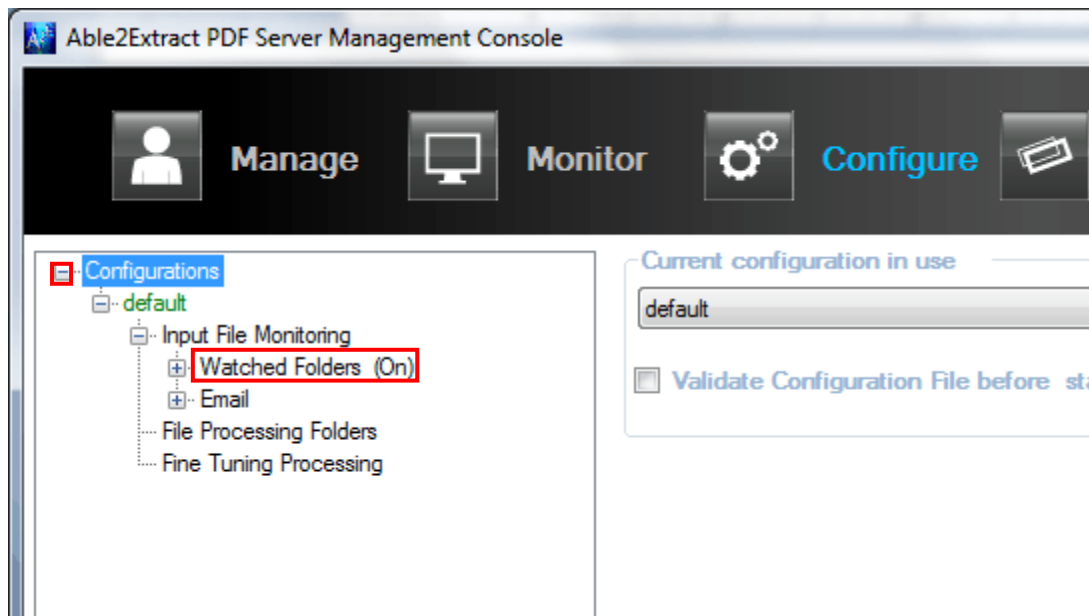 Able2Extract PDF Server Management Console
Manage Monitor Configure
Configurations
default
Input File Monitoring
Watched Folders (On)
Email
File Processing Folders
Fine Tuning Processing
Current configuration in use
default
Validate Configuration File before sta